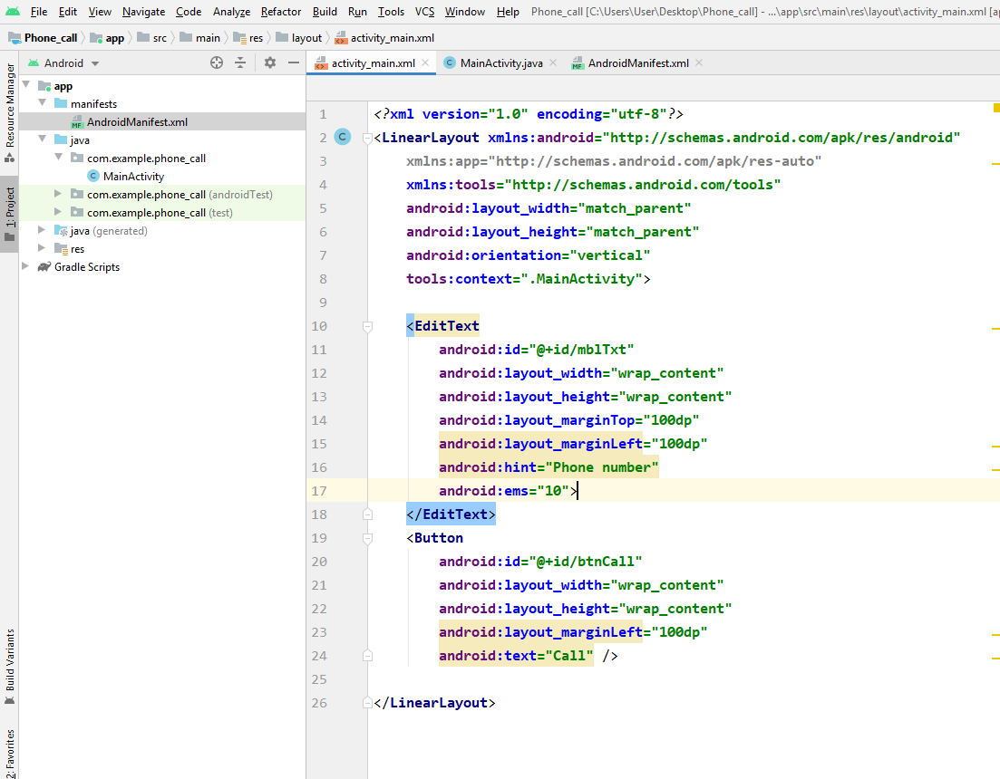 File Edit View Navigate Code Analyze Refactor Build Run Tools VCS Window Help Phone_call [C:\Users\User\Desktop\Phone_call] - ...\app\src\main\res\layout\activity_main.xml [ap
Phone_call app src main res layout activity_main.xml
Resource Manager
1: Project
Build Variants
2: Favorites
Android
app
manifests
AndroidManifest.xml
java
com.example.phone_call
MainActivity
com.example.phone_call (androidTest)
com.example.phone_call (test)
java (generated)
res
Gradle Scripts
activity_main.xml MainActivity.java AndroidManifest.xml
1 <?xml version="1.0" encoding="utf-8"?>
2 <LinearLayout xmlns:android="http://schemas.android.com/apk/res/android"
3 xmlns:app="http://schemas.android.com/apk/res-auto"
4 xmlns:tools="http://schemas.android.com/tools"
5 android:layout_width="match_parent"
6 android:layout_height="match_parent"
7 android:orientation="vertical"
8 tools:context=".MainActivity">
9
10 <EditText
11 android:id="@+id/mblTxt"
12 android:layout_width="wrap_content"
13 android:layout_height="wrap_content"
14 android:layout_marginTop="100dp"
15 android:layout_marginLeft="100dp"
16 android:hint="Phone number"
17 android:ems="10">
18 </EditText>
19 <Button
20 android:id="@+id/btnCall"
21 android:layout_width="wrap_content"
22 android:layout_height="wrap_content"
23 android:layout_marginLeft="100dp"
24 android:text="Call" />
25
26 </LinearLayout>